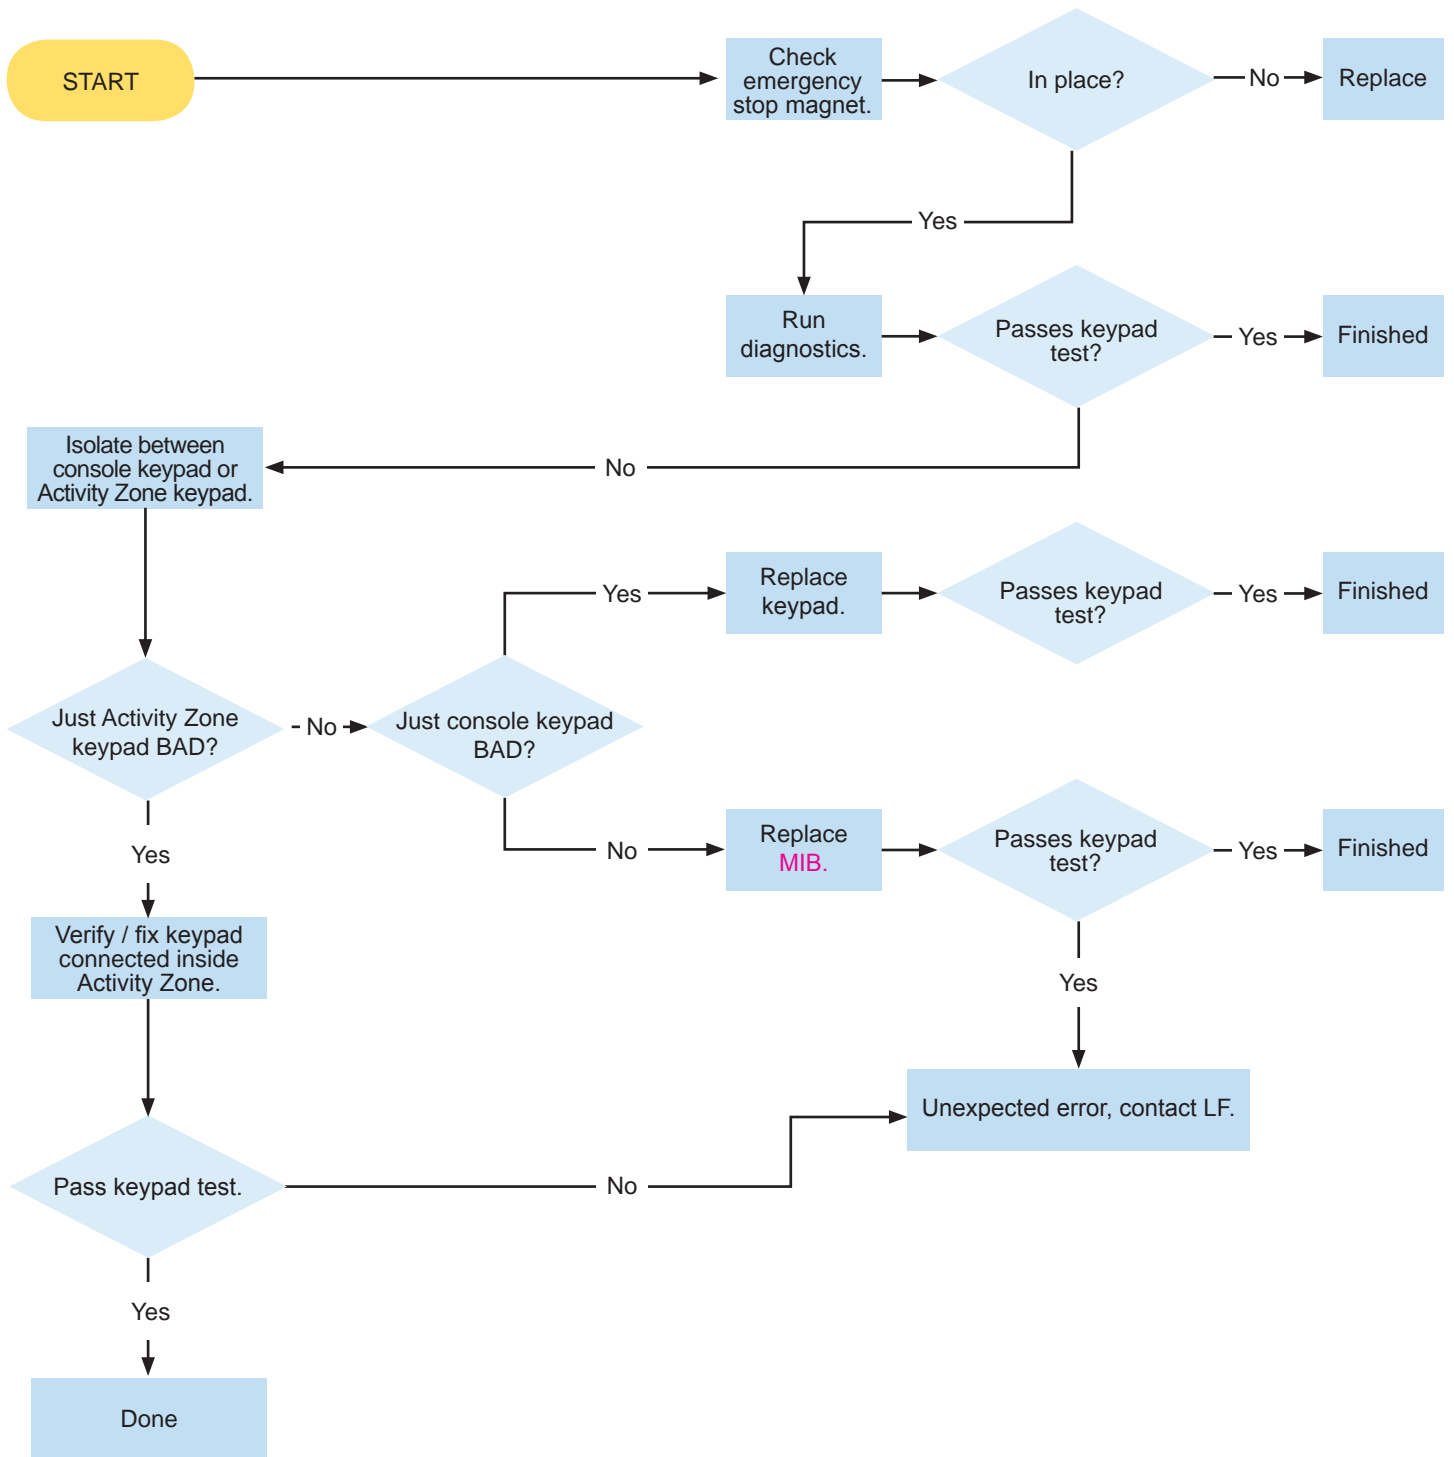 START
Check
emergency
stop magnet.
In place?
No
Replace
Yes
Run
diagnostics.
Passes keypad
test?
Yes
Finished
No
Isolate between
console keypad or
Activity Zone keypad.
Yes
Replace
keypad.
Passes keypad
test?
Yes
Finished
Just Activity Zone
keypad BAD?
No
Just console keypad
BAD?
No
Replace
MIB.
Passes keypad
test?
Yes
Finished
Yes
Verify / fix keypad
connected inside
Activity Zone.
Yes
Unexpected error, contact LF.
Pass keypad test.
No
Yes
Done